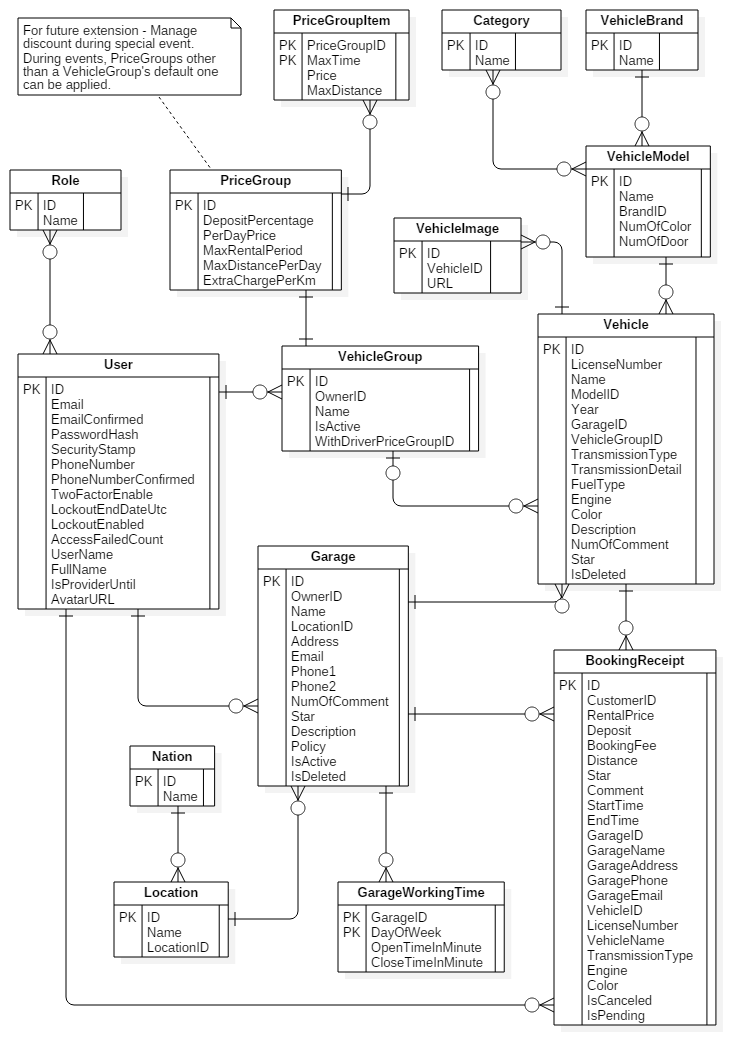 For future extension - Manage
discount during special event.
During events, PriceGroups other
than a VehicleGroup's default one
can be applied.
PriceGroupItem
PK PriceGroupID
PK MaxTime
Price
MaxDistance
Category
PK ID
Name
VehicleBrand
PK ID
Name
VehicleModel
PK ID
Name
BrandID
NumOfColor
NumOfDoor
Role
PK ID
Name
PriceGroup
PK ID
DepositPercentage
PerDayPrice
MaxRentalPeriod
MaxDistancePerDay
ExtraChargePerKm
VehicleImage
PK ID
VehicleID
URL
Vehicle
PK ID
LicenseNumber
Name
ModelID
Year
GarageID
VehicleGroupID
TransmissionType
TransmissionDetail
FuelType
Engine
Color
Description
NumOfComment
Star
IsDeleted
User
PK ID
Email
EmailConfirmed
PasswordHash
SecurityStamp
PhoneNumber
PhoneNumberConfirmed
TwoFactorEnable
LockoutEndDateUtc
LockoutEnabled
AccessFailedCount
UserName
FullName
IsProviderUntil
AvatarURL
VehicleGroup
PK ID
OwnerID
Name
IsActive
WithDriverPriceGroupID
Garage
PK ID
OwnerID
Name
LocationID
Address
Email
Phone1
Phone2
NumOfComment
Star
Description
Policy
IsActive
IsDeleted
BookingReceipt
PK ID
CustomerID
RentalPrice
Deposit
BookingFee
Distance
Star
Comment
StartTime
EndTime
GarageID
GarageName
GarageAddress
GaragePhone
GarageEmail
VehicleID
LicenseNumber
VehicleName
TransmissionType
Engine
Color
IsCanceled
IsPending
Nation
PK ID
Name
Location
PK ID
Name
LocationID
GarageWorkingTime
PK GarageID
PK DayOfWeek
OpenTimeInMinute
CloseTimeInMinute